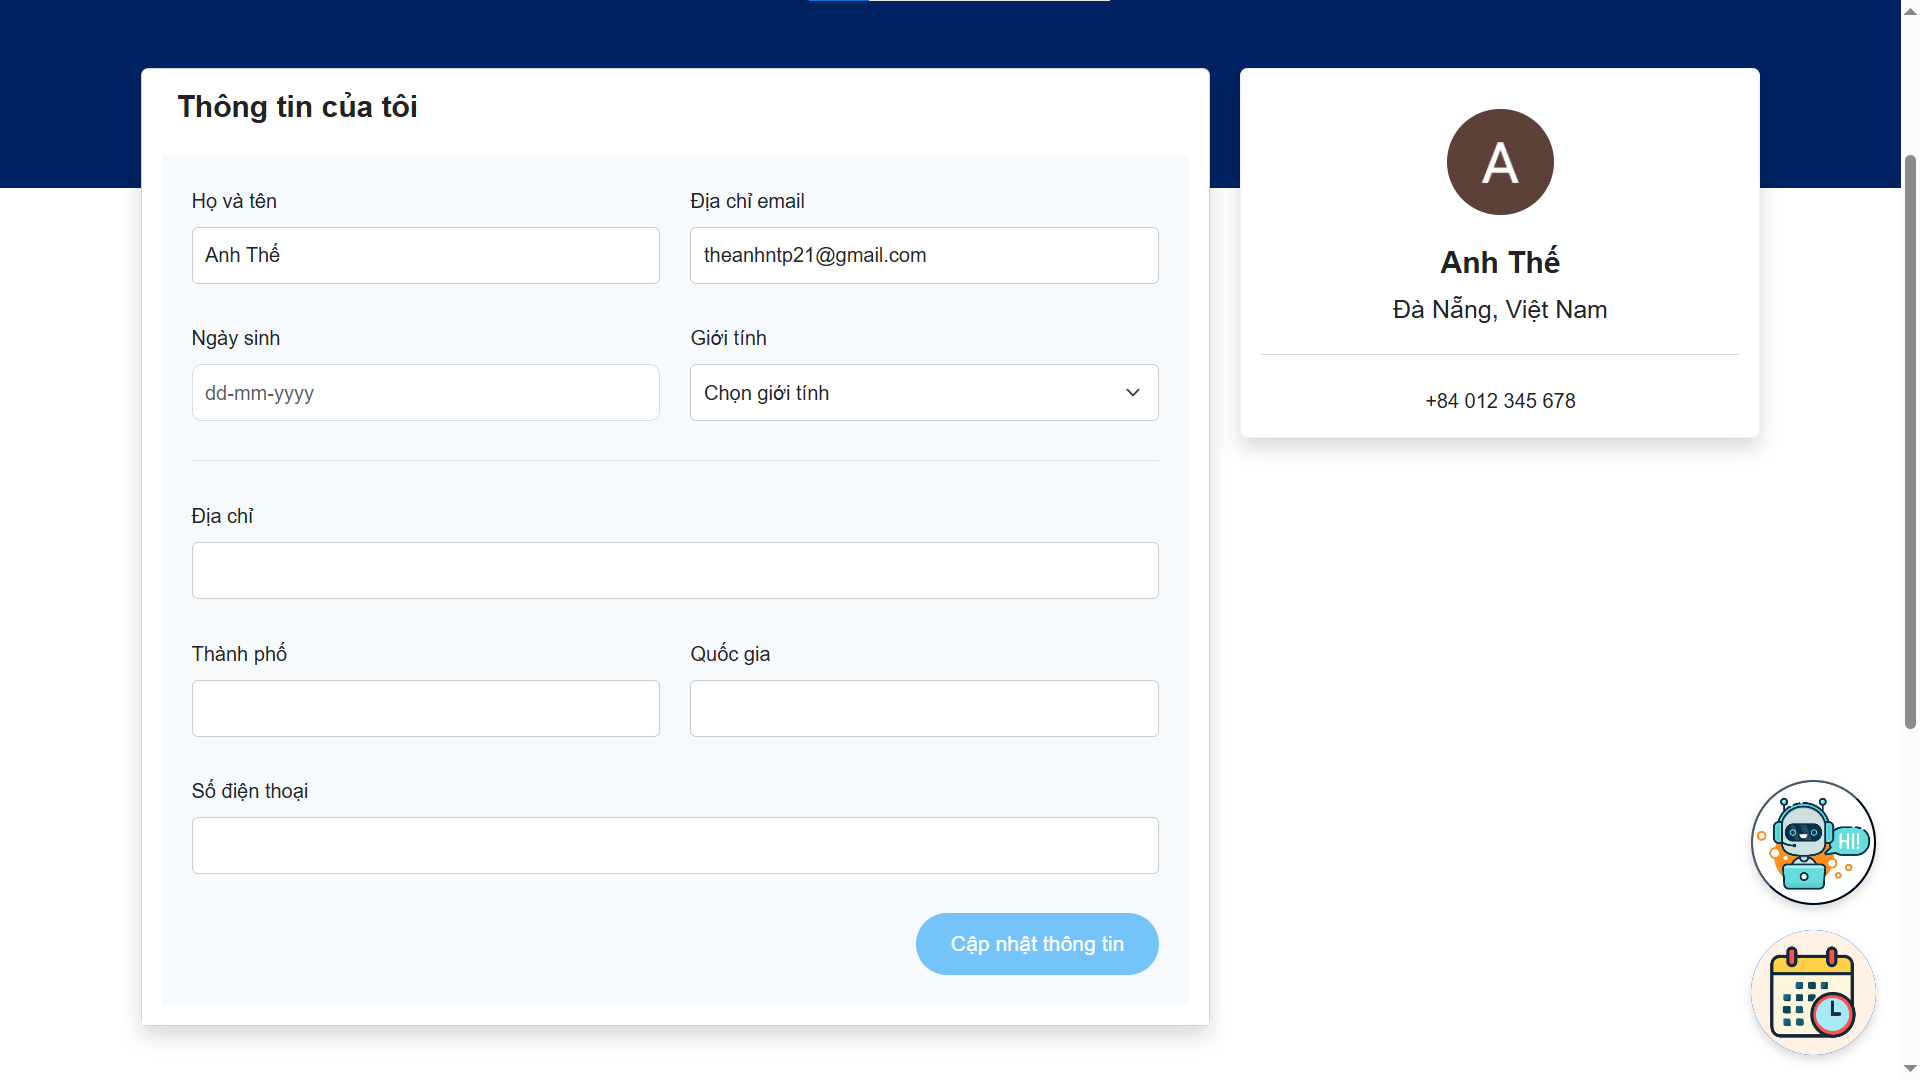 Thông tin của tôi
Họ và tên
Địa chỉ email
Anh Thế
theanhntp21@gmail.com
Ngày sinh
Giới tính
dd-mm-yyyy
Chọn giới tính
Địa chỉ
Thành phố
Quốc gia
Số điện thoại
Cập nhật thông tin
A
Anh Thế
Đà Nẵng, Việt Nam
+84 012 345 678
HI!